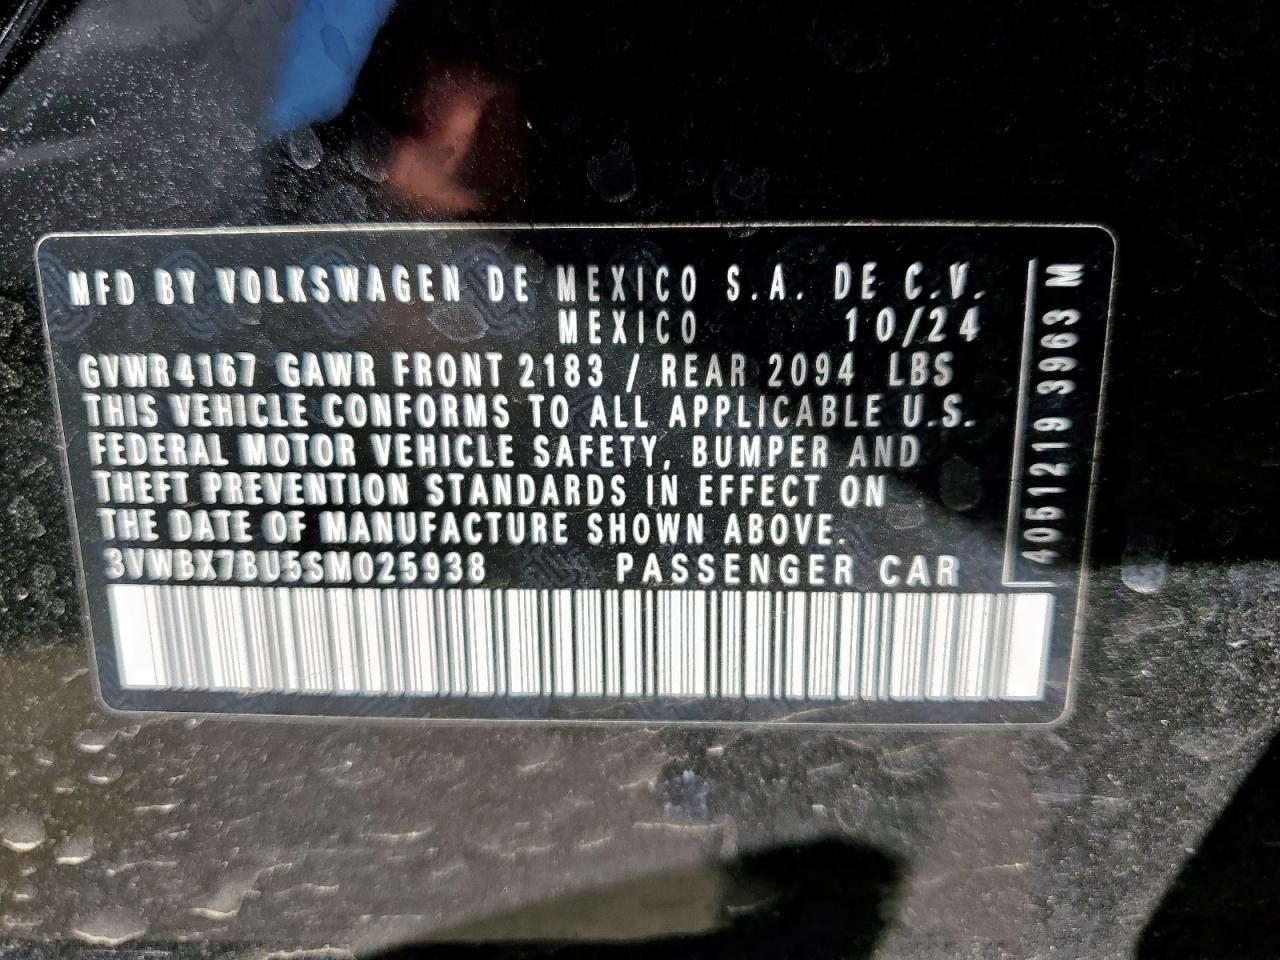 MFD BY VOLKSWAGEN DE MEXICO S.A. DE C.V.
MEXICO 10/24
GVWR 4167 GAWR FRONT 2183 / REAR 2094 LBS
THIS VEHICLE CONFORMS TO ALL APPLICABLE U.S.
FEDERAL MOTOR VEHICLE SAFETY, BUMPER AND
THEFT PREVENTION STANDARDS IN EFFECT ON
THE DATE OF MANUFACTURE SHOWN ABOVE.
3VWBX7BU5SM025938 PASSENGER CAR
4051219 3963 M